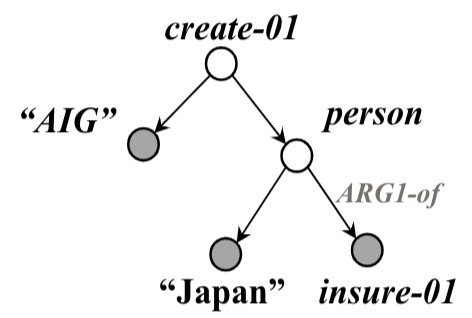 create-01
“AIG”
person
ARG1-of
“Japan”
insure-01